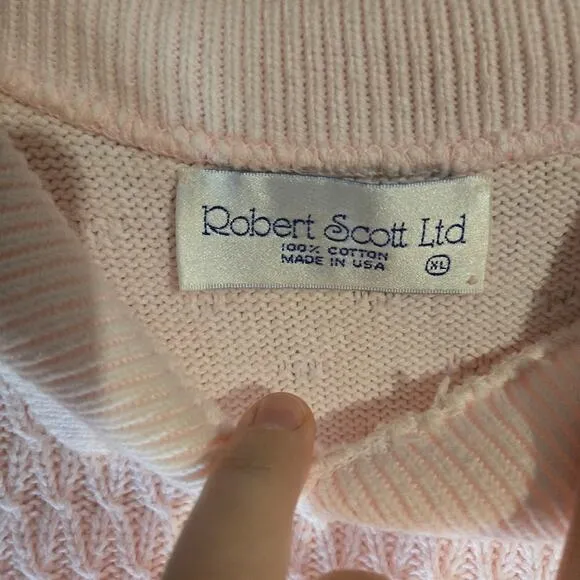 Robert Scott Ltd
100% COTTON
MADE IN USA
XL